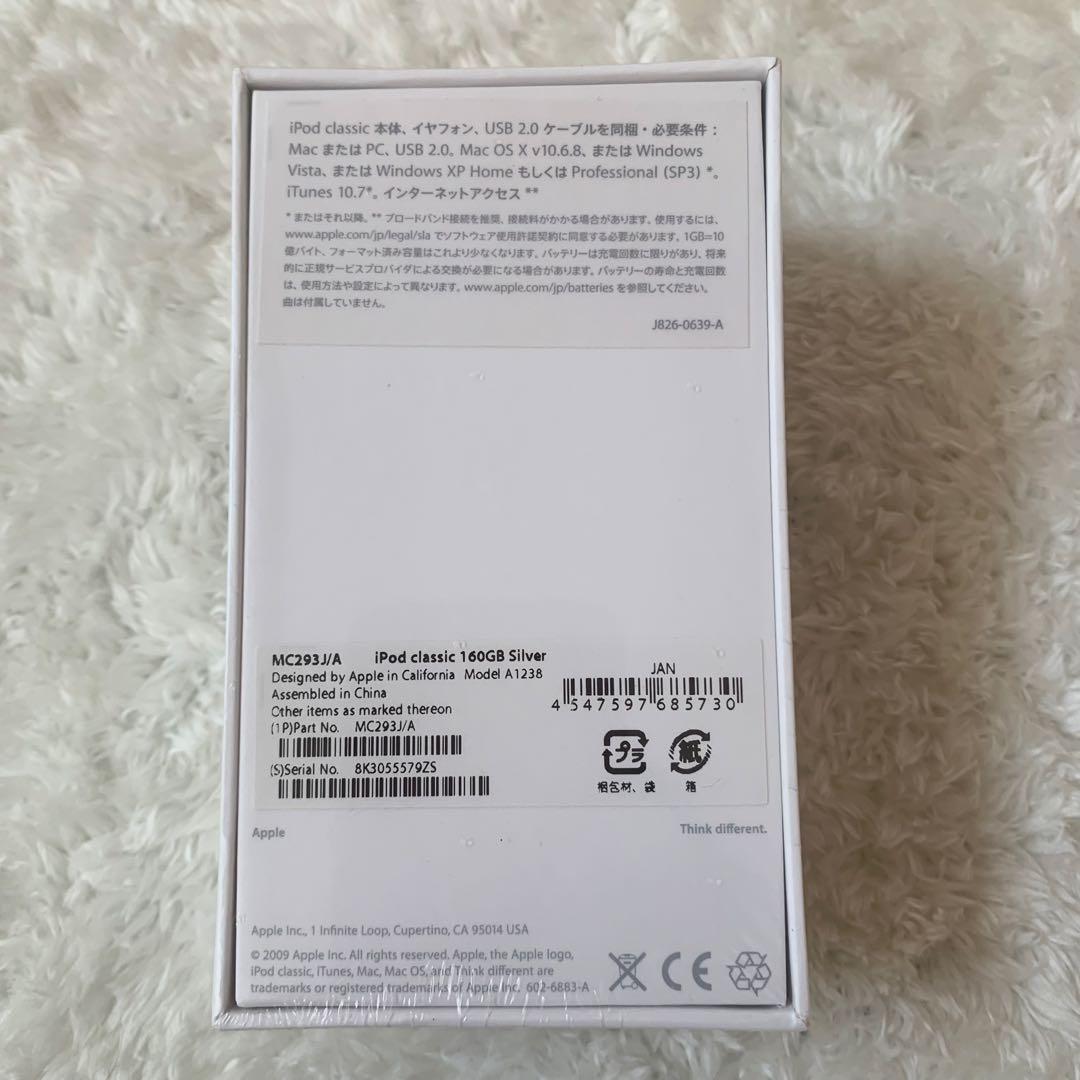 iPod classic 本体、イヤフォン、USB 2.0 ケーブルを同梱・必要条件：
Mac または PC、USB 2.0。Mac OS X v10.6.8、または Windows
Vista、または Windows XP Home もしくは Professional (SP3) *。
iTunes 10.7*。インターネットアクセス **
* またはそれ以降。** ブロードバンド接続を推奨、接続料がかかる場合があります。使用するには、
www.apple.com/jp/legal/sla でソフトウェア使用許諾契約に同意する必要があります。1GB=10
億バイト、フォーマット済み容量はこれより少なくなります。バッテリーは充電回数に限りがあり、将来
的に正規サービスプロバイダによる交換が必要になる場合があります。バッテリーの寿命と充電回数
は、使用方法や設定によって異なります。www.apple.com/jp/batteries を参照してください。
曲は付属していません。
J826-0639-A
MC293J/A iPod classic 160GB Silver
Designed by Apple in California Model A1238
Assembled in China
Other items as marked thereon
(1P)Part No. MC293J/A
(S)Serial No. 8K3055579ZS
JAN
4 547597 685730
プラ 紙
梱包材、袋 箱
Apple Think different.
Apple Inc., 1 Infinite Loop, Cupertino, CA 95014 USA
© 2009 Apple Inc. All rights reserved. Apple, the Apple logo,
iPod classic, iTunes, Mac, Mac OS, and Think different are
trademarks or registered trademarks of Apple Inc. 602-6883-A
CE